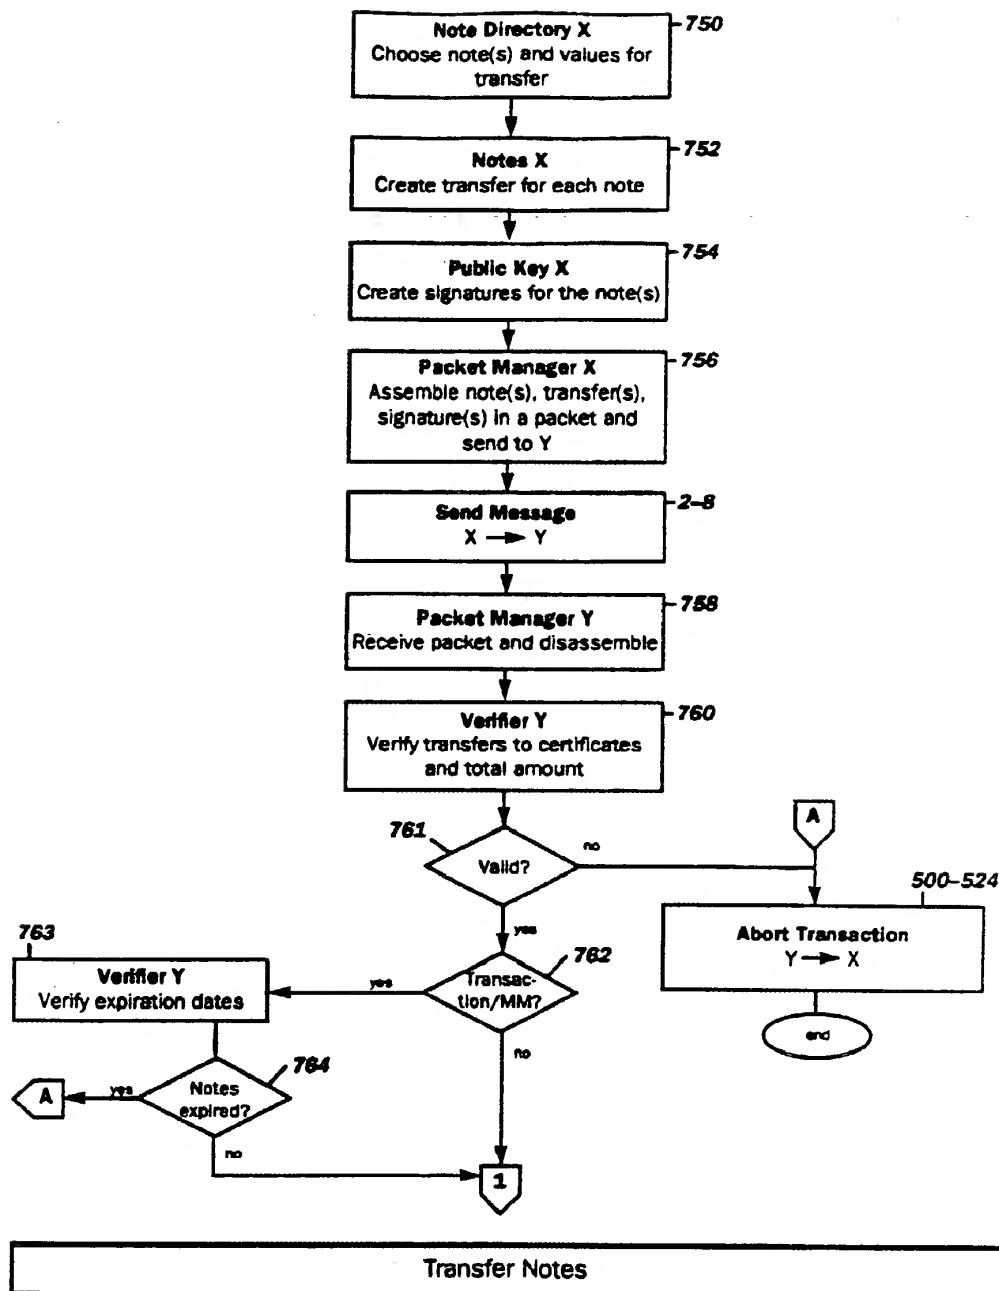 Note Directory X
Choose note(s) and values for
transfer
750
Notes X
Create transfer for each note
752
Public Key X
Create signatures for the note(s)
754
Packet Manager X
Assemble note(s), transfer(s),
signature(s) in a packet and
send to Y
756
Send Message
X → Y
2-8
Packet Manager Y
Receive packet and disassemble
758
Verifier Y
Verify transfers to certificates
and total amount
760
761
Valid?
no
A
500-524
Abort Transaction
Y → X
end
yes
762
Transac-
tion/MM?
yes
no
763
Verifier Y
Verify expiration dates
764
Notes
expired?
yes
A
no
1
Transfer Notes